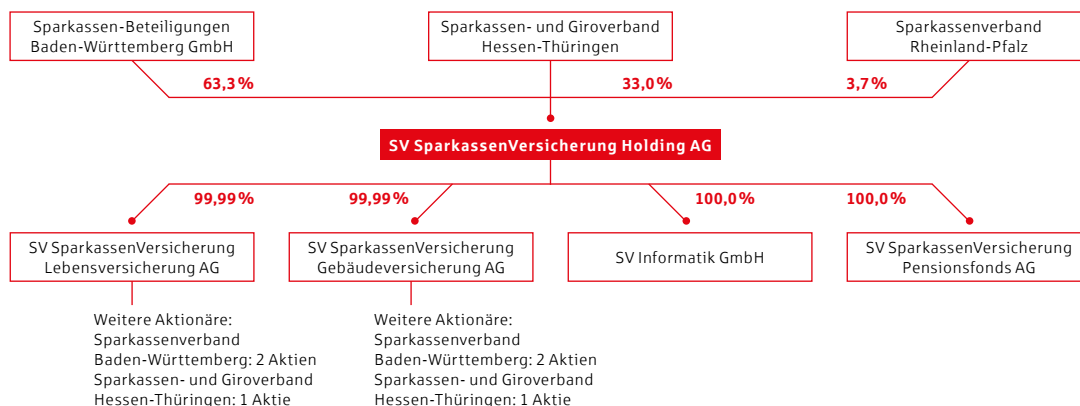 Sparkassen-Beteiligungen
Baden-Württemberg GmbH
Sparkassen- und Giroverband
Hessen-Thüringen
Sparkassenverband
Rheinland-Pfalz
63,3 %
33,0 %
3,7 %
SV SparkassenVersicherung Holding AG
99,99 %
99,99 %
100,0 %
100,0 %
SV SparkassenVersicherung
Lebensversicherung AG
SV SparkassenVersicherung
Gebäudeversicherung AG
SV Informatik GmbH
SV SparkassenVersicherung
Pensionsfonds AG
Weitere Aktionäre:
Sparkassenverband
Baden-Württemberg: 2 Aktien
Sparkassen- und Giroverband
Hessen-Thüringen: 1 Aktie
Weitere Aktionäre:
Sparkassenverband
Baden-Württemberg: 2 Aktien
Sparkassen- und Giroverband
Hessen-Thüringen: 1 Aktie